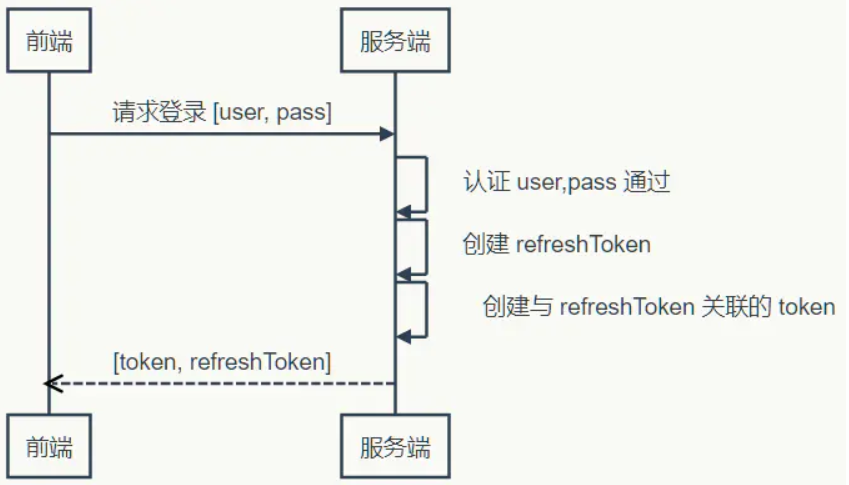 前端
服务端
请求登录 [user, pass]
认证 user,pass 通过
创建 refreshToken
创建与 refreshToken 关联的 token
[token, refreshToken]
前端
服务端